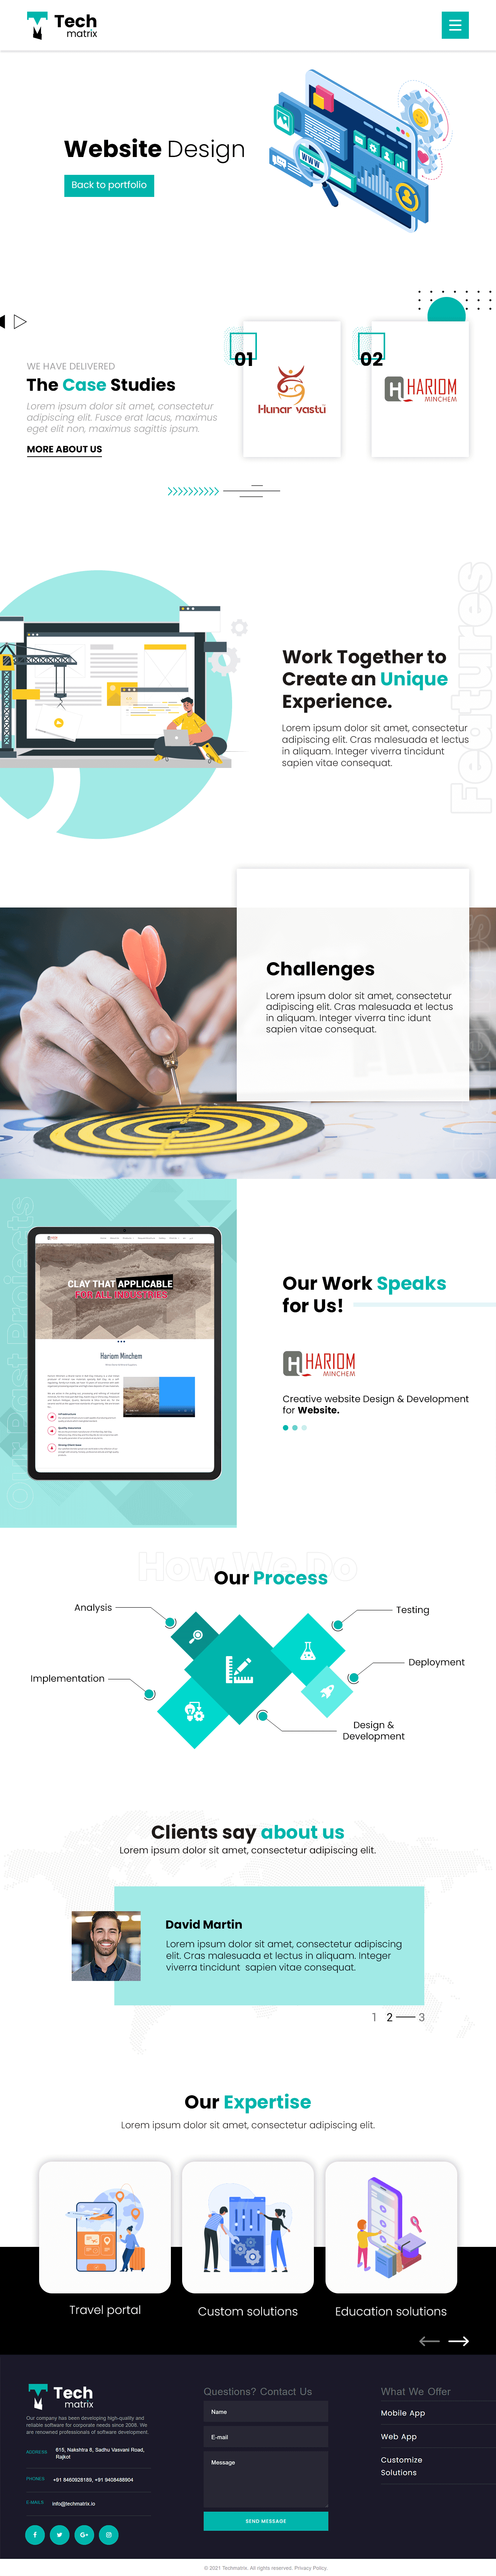 Tech
matrix
Website Design
Back to portfolio
WWW
WE HAVE DELIVERED
The Case Studies
Lorem ipsum dolor sit amet, consectetur
adipiscing elit. Fusce erat lacus, maximus
eget elit non, maximus sagittis ipsum.
MORE ABOUT US
01
Hunar vastu
02
HARIOM
MINCHEM
Features
Work Together to
Create an Unique
Experience.
Lorem ipsum dolor sit amet, consectetur
adipiscing elit. Cras malesuada et lectus
in aliquam. Integer viverra tincidunt
sapien vitae consequat.
Challenges
Lorem ipsum dolor sit amet, consectetur
adipiscing elit. Cras malesuada et lectus
in aliquam. Integer viverra tinc idunt
sapien vitae consequat.
CLAY THAT APPLICABLE
FOR ALL INDUSTRIES
Hariom Minchem
Our Work Speaks
for Us!
HARIOM
MINCHEM
Creative website Design & Development
for Website.
How We Do
Our Process
Analysis
Testing
Implementation
Deployment
Design &
Development
Clients say about us
Lorem ipsum dolor sit amet, consectetur adipiscing elit.
David Martin
Lorem ipsum dolor sit amet, consectetur adipiscing
elit. Cras malesuada et lectus in aliquam. Integer
viverra tincidunt sapien vitae consequat.
1 2 3
Our Expertise
Lorem ipsum dolor sit amet, consectetur adipiscing elit.
Travel portal
Custom solutions
Education solutions
Tech
matrix
Our company has been developing high-quality and
reliable software for corporate needs since 2008. We
are renowned professionals of software development.
ADDRESS 615, Nakshtra 8, Sadhu Vasvani Road,
Rajkot
PHONES +91 8460928189, +91 9408488904
E-MAILS info@techmatrix.io
Questions? Contact Us
Name
E-mail
Message
SEND MESSAGE
What We Offer
Mobile App
Web App
Customize
Solutions
© 2021 Techmatrix. All rights reserved. Privacy Policy.